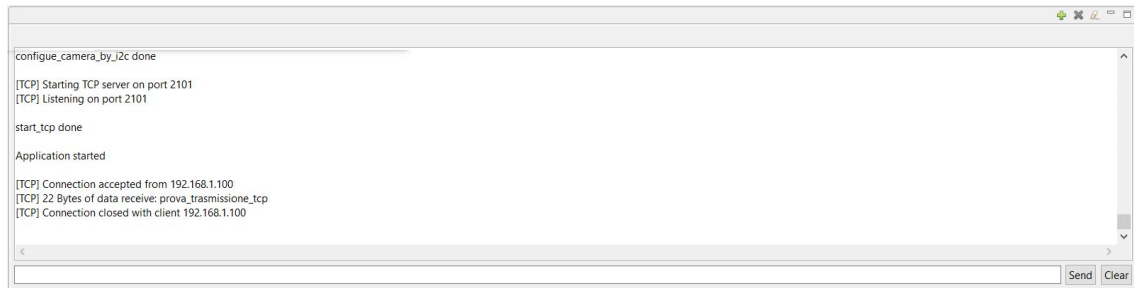 configue_camera_by_i2c done
[TCP] Starting TCP server on port 2101
[TCP] Listening on port 2101
start_tcp done
Application started
[TCP] Connection accepted from 192.168.1.100
[TCP] 22 Bytes of data receive: prova_trasmissione_tcp
[TCP] Connection closed with client 192.168.1.100
Send Clear